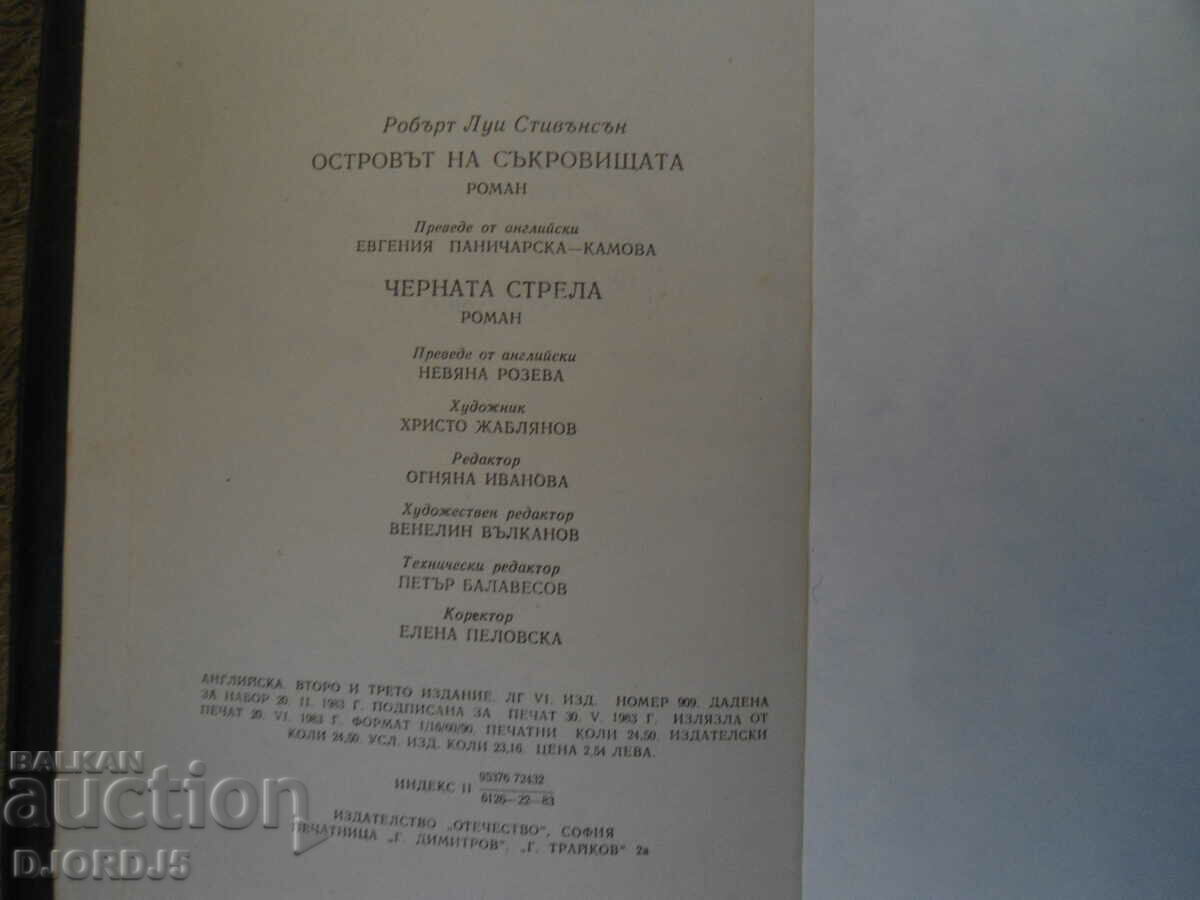 Робърт Луи Стивънсън
ОСТРОВЪТ НА СЪКРОВИЩАТА
РОМАН
Преведе от английски
ЕВГЕНИЯ ПАНИЧАРСКА—КАМОВА
ЧЕРНАТА СТРЕЛА
РОМАН
Преведе от английски
НЕВЯНА РОЗЕВА
Художник
ХРИСТО ЖАБЛЯНОВ
Редактор
ОГНЯНА ИВАНОВА
Художествен редактор
ВЕНЕЛИН ВЪЛКАНОВ
Технически редактор
ПЕТЪР БАЛАВЕСОВ
Коректор
ЕЛЕНА ПЕЛОВСКА
АНГЛИЙСКА. ВТОРО И ТРЕТО ИЗДАНИЕ. ЛГ VI. ИЗД. НОМЕР 909. ДАДЕНА
ЗА НАБОР 20. II. 1983 Г. ПОДПИСАНА ЗА ПЕЧАТ 30. V. 1983 Г. ИЗЛЯЗЛА ОТ
ПЕЧАТ 20. VI. 1983 Г. ФОРМАТ 1/16/60/90. ПЕЧАТНИ КОЛИ 24,50. ИЗДАТЕЛСКИ
КОЛИ 24,50. УСЛ. ИЗД. КОЛИ 23,16. ЦЕНА 2,54 ЛЕВА.
95376 72432
ИНДЕКС 11
6126—22—83
ИЗДАТЕЛСТВО „ОТЕЧЕСТВО", СОФИЯ
ПЕЧАТНИЦА „Г. ДИМИТРОВ", „Г. ТРАЙКОВ" 2а
BALKAN
auction
DJORDJ5